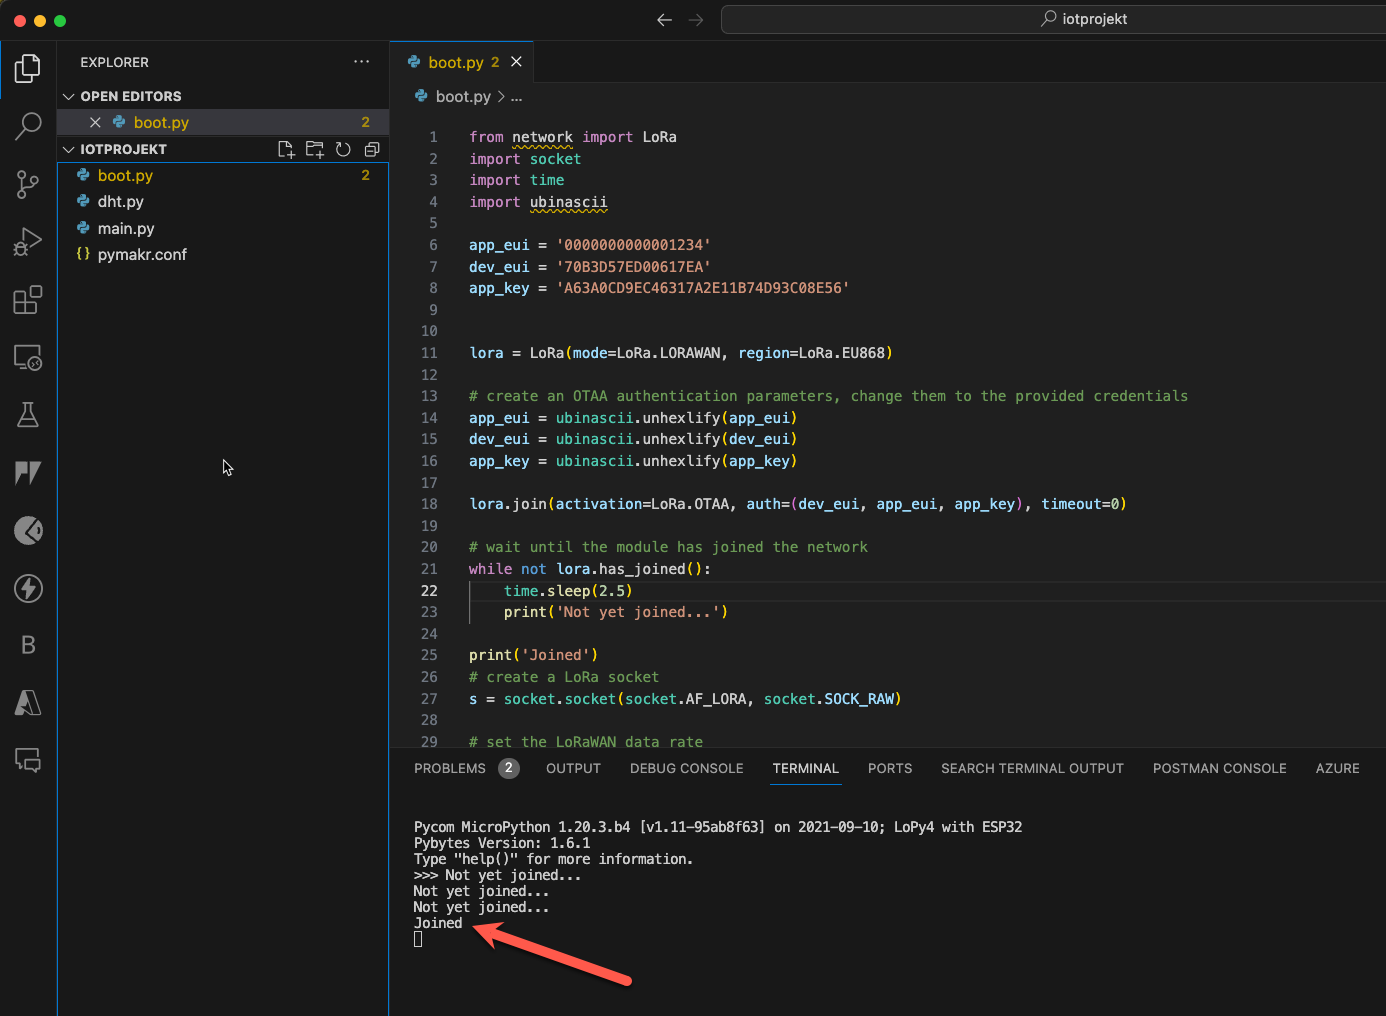 iotprojekt
EXPLORER ...
OPEN EDITORS
boot.py 2
IOTPROJEKT
boot.py 2
dht.py
main.py
{} pymakr.conf
B
boot.py 2
boot.py > ...
1 from network import LoRa
2 import socket
3 import time
4 import ubinascii
5
6 app_eui = '0000000000001234'
7 dev_eui = '70B3D57ED00617EA'
8 app_key = 'A63A0CD9EC46317A2E11B74D93C08E56'
9
10
11 lora = LoRa(mode=LoRa.LORAWAN, region=LoRa.EU868)
12
13 # create an OTAA authentication parameters, change them to the provided credentials
14 app_eui = ubinascii.unhexlify(app_eui)
15 dev_eui = ubinascii.unhexlify(dev_eui)
16 app_key = ubinascii.unhexlify(app_key)
17
18 lora.join(activation=LoRa.OTAA, auth=(dev_eui, app_eui, app_key), timeout=0)
19
20 # wait until the module has joined the network
21 while not lora.has_joined():
22 time.sleep(2.5)
23 print('Not yet joined...')
24
25 print('Joined')
26 # create a LoRa socket
27 s = socket.socket(socket.AF_LORA, socket.SOCK_RAW)
28
29 # set the LoRaWAN data rate
PROBLEMS 2 OUTPUT DEBUG CONSOLE TERMINAL PORTS SEARCH TERMINAL OUTPUT POSTMAN CONSOLE AZURE
Pycom MicroPython 1.20.3.b4 [v1.11-95ab8f63] on 2021-09-10; LoPy4 with ESP32
Pybytes Version: 1.6.1
Type "help()" for more information.
>>> Not yet joined...
Not yet joined...
Not yet joined...
Joined